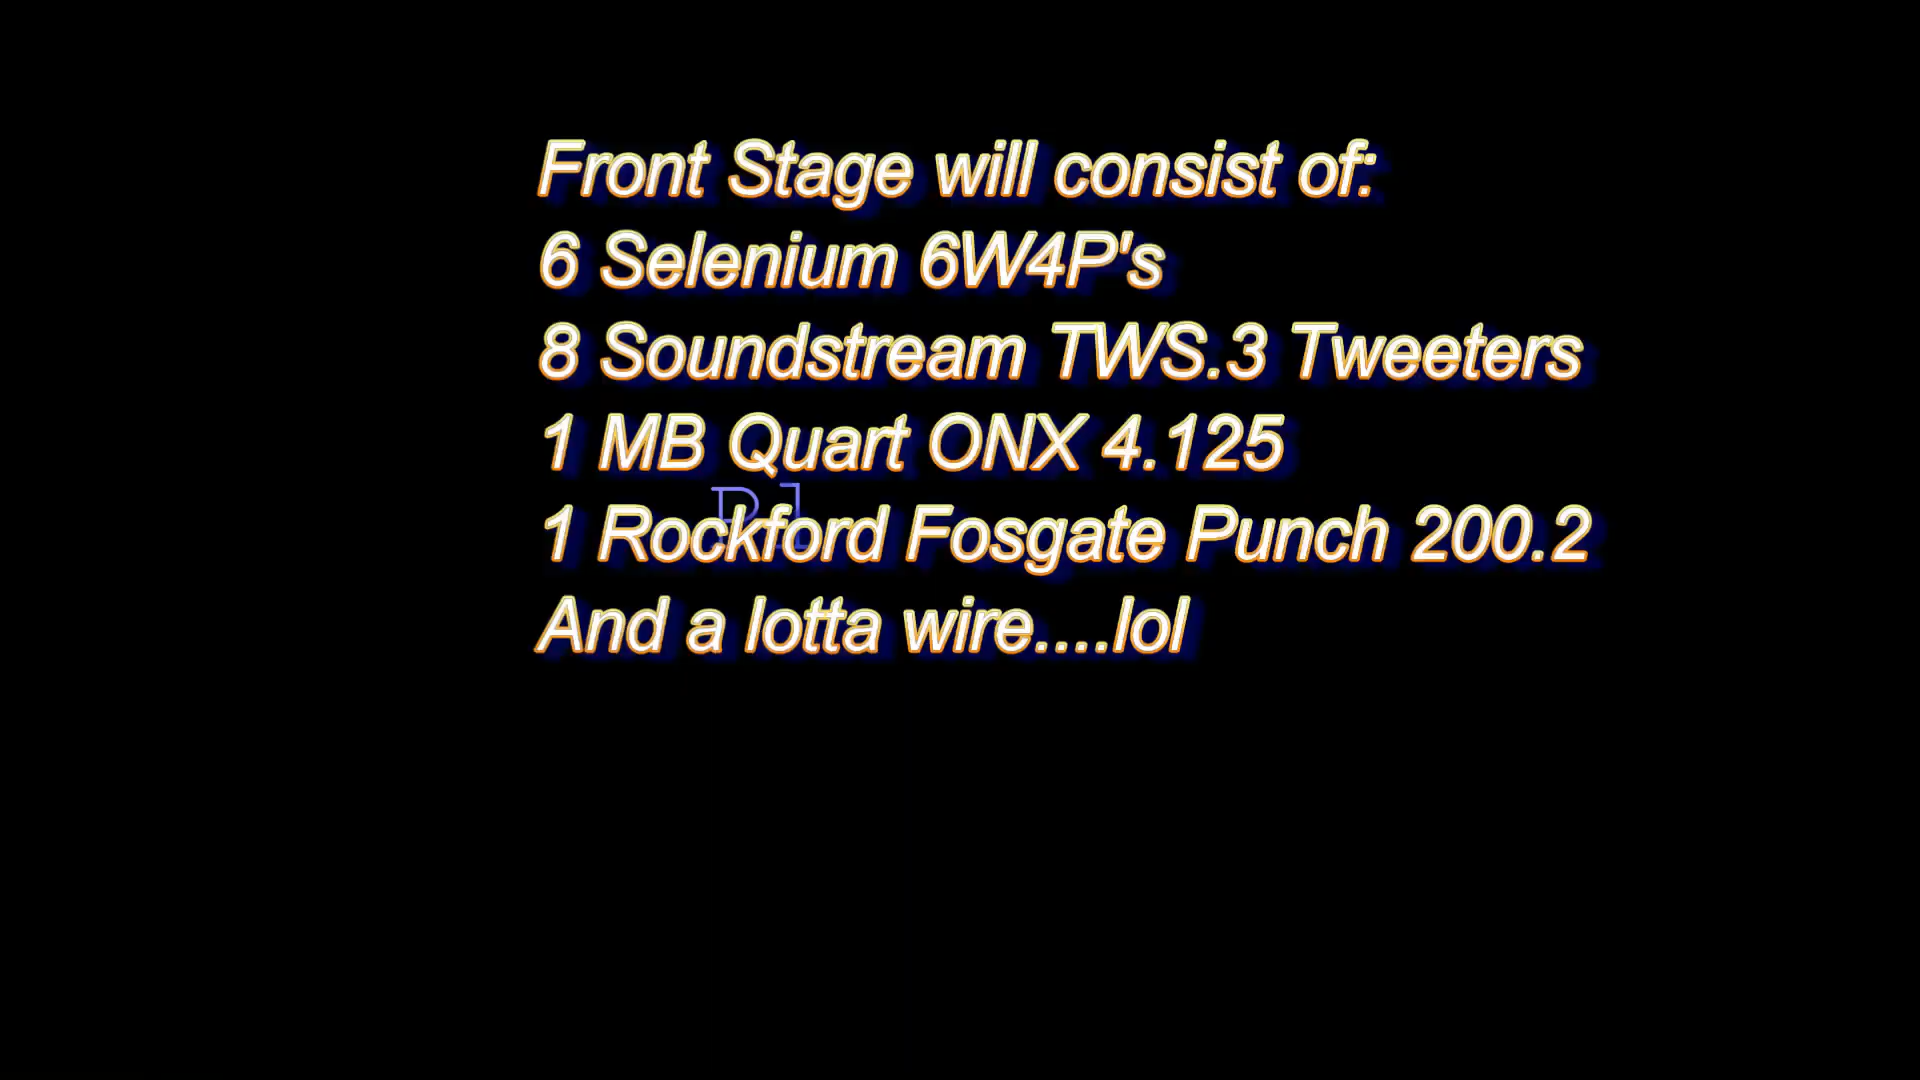 Front Stage will consist of:
6 Selenium 6W4P's
8 Soundstream TWS.3 Tweeters
1 MB Quart ONX 4.125
1 Rockford Fosgate Punch 200.2
And a lotta wire....lol